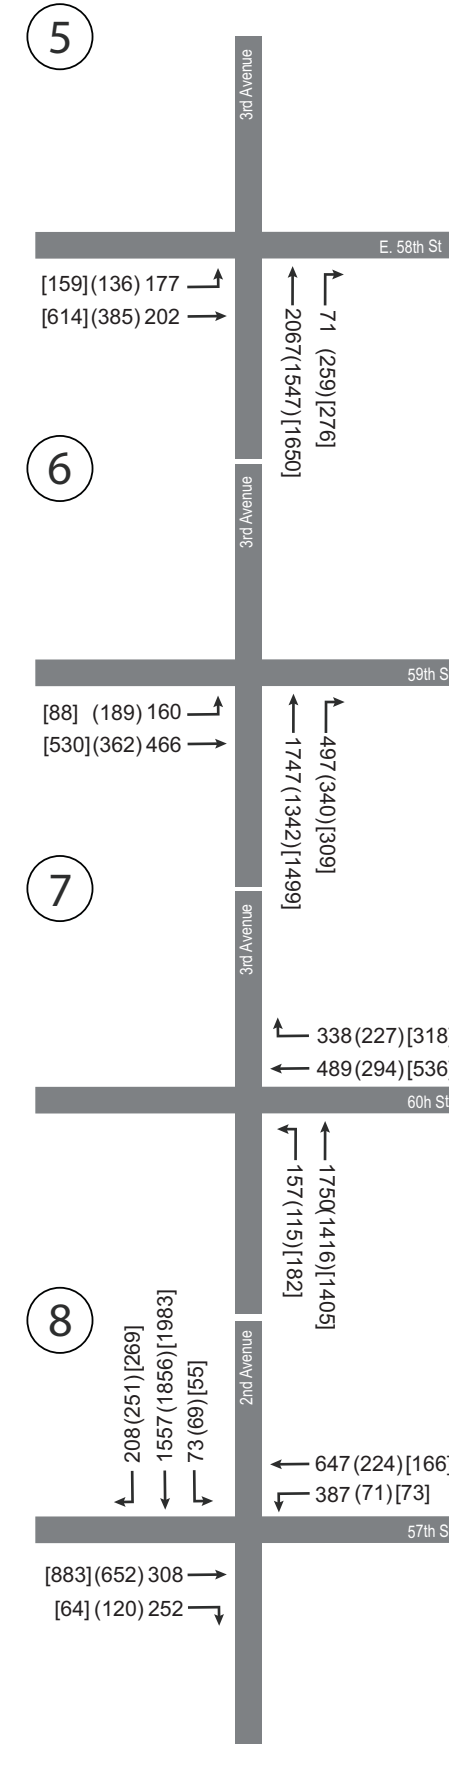 5
3rd Avenue
E. 58th St
[159](136) 177
[614](385) 202
2067(1547)[1650]
71 (259)[276]
6
3rd Avenue
59th S
[88] (189) 160
[530](362) 466
1747(1342)[1499]
497(340)[309]
7
3rd Avenue
338(227)[318]
489(294)[536]
60h St
157(115)[182]
1750(1416)[1405]
8
2nd Avenue
208(251)[269]
1557(1856)[1983]
73(69)[55]
647(224)[166]
387(71)[73]
57th S
[883](652) 308
[64](120) 252